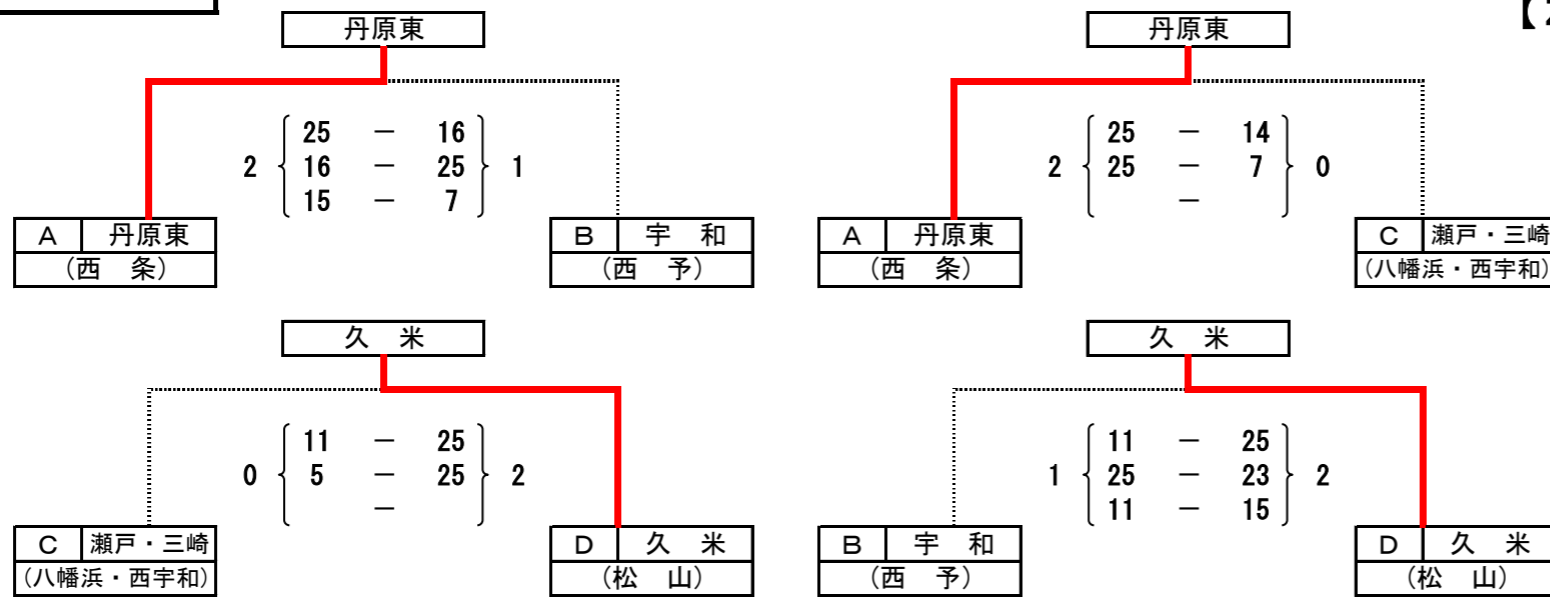 丹原東
2 25 － 16 1
16 － 25
15 － 7
A 丹原東
(西　条)
B 宇　和
(西　予)
丹原東
【
2 25 － 14 0
25 － 7
－
A 丹原東
(西　条)
C 瀬戸・三崎
(八幡浜・西宇和)
久　米
0 11 － 25 2
5 － 25
－
C 瀬戸・三崎
(八幡浜・西宇和)
D 久　米
(松　山)
久　米
1 11 － 25 2
25 － 23
11 － 15
B 宇　和
(西　予)
D 久　米
(松　山)